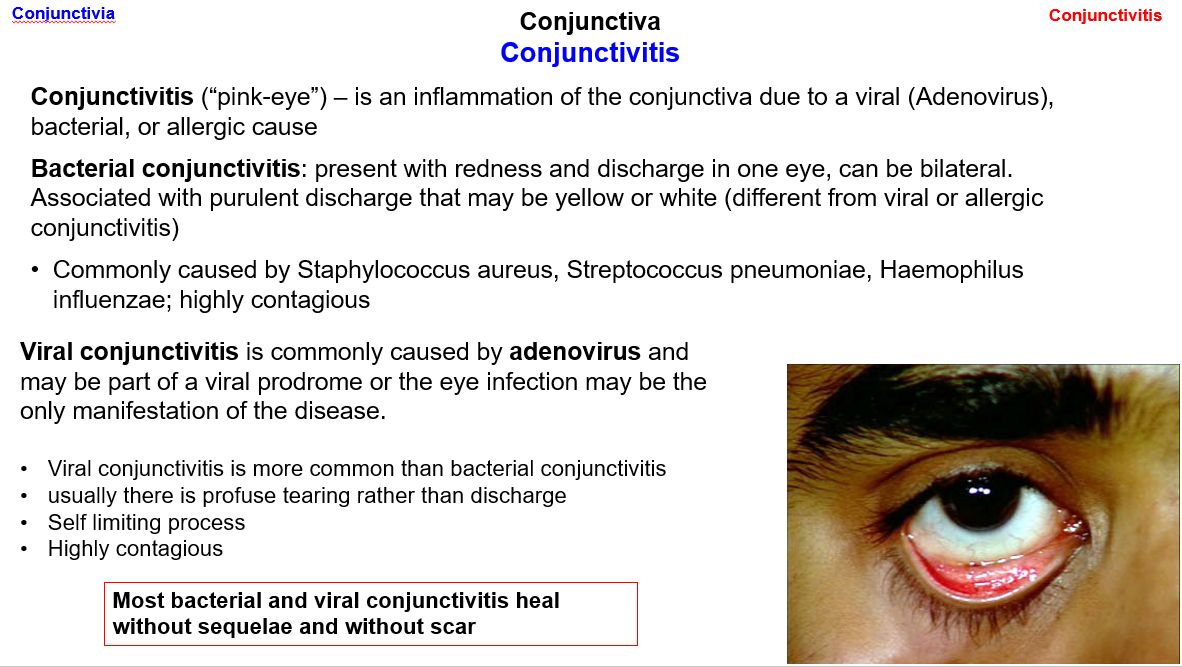 Conjunctivia
Conjunctiva
Conjunctivitis
Conjunctivitis
Conjunctivitis (“pink-eye”) – is an inflammation of the conjunctiva due to a viral (Adenovirus),
bacterial, or allergic cause
Bacterial conjunctivitis: present with redness and discharge in one eye, can be bilateral.
Associated with purulent discharge that may be yellow or white (different from viral or allergic
conjunctivitis)
• Commonly caused by Staphylococcus aureus, Streptococcus pneumoniae, Haemophilus
influenzae; highly contagious
Viral conjunctivitis is commonly caused by adenovirus and
may be part of a viral prodrome or the eye infection may be the
only manifestation of the disease.
• Viral conjunctivitis is more common than bacterial conjunctivitis
• usually there is profuse tearing rather than discharge
• Self limiting process
• Highly contagious
Most bacterial and viral conjunctivitis heal
without sequelae and without scar